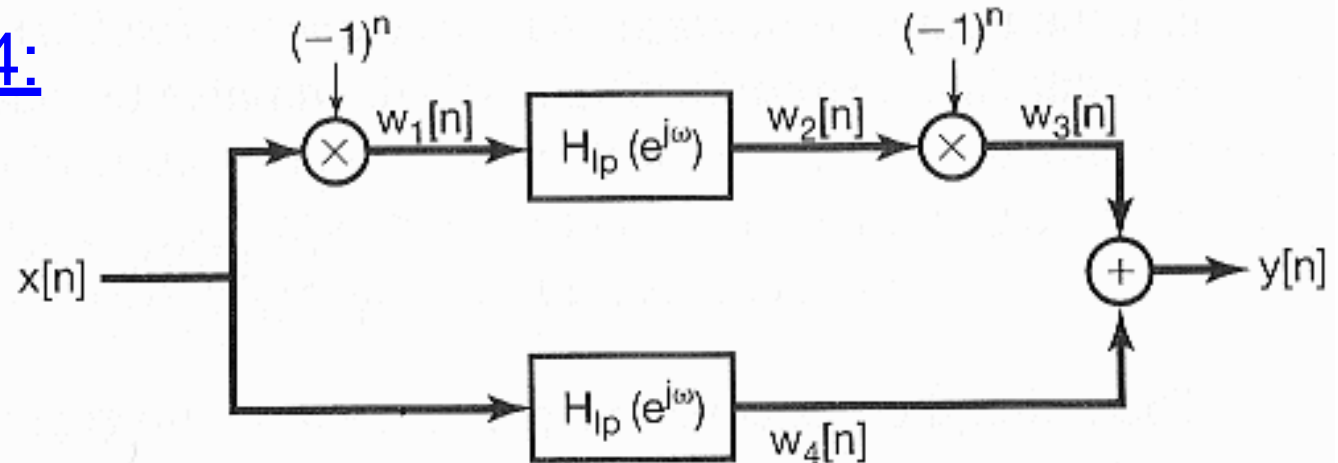 4:
(−1)ⁿ
(−1)ⁿ
w₁[n]
H_lp (e^jω)
w₂[n]
w₃[n]
x[n]
+
y[n]
H_lp (e^jω)
w₄[n]